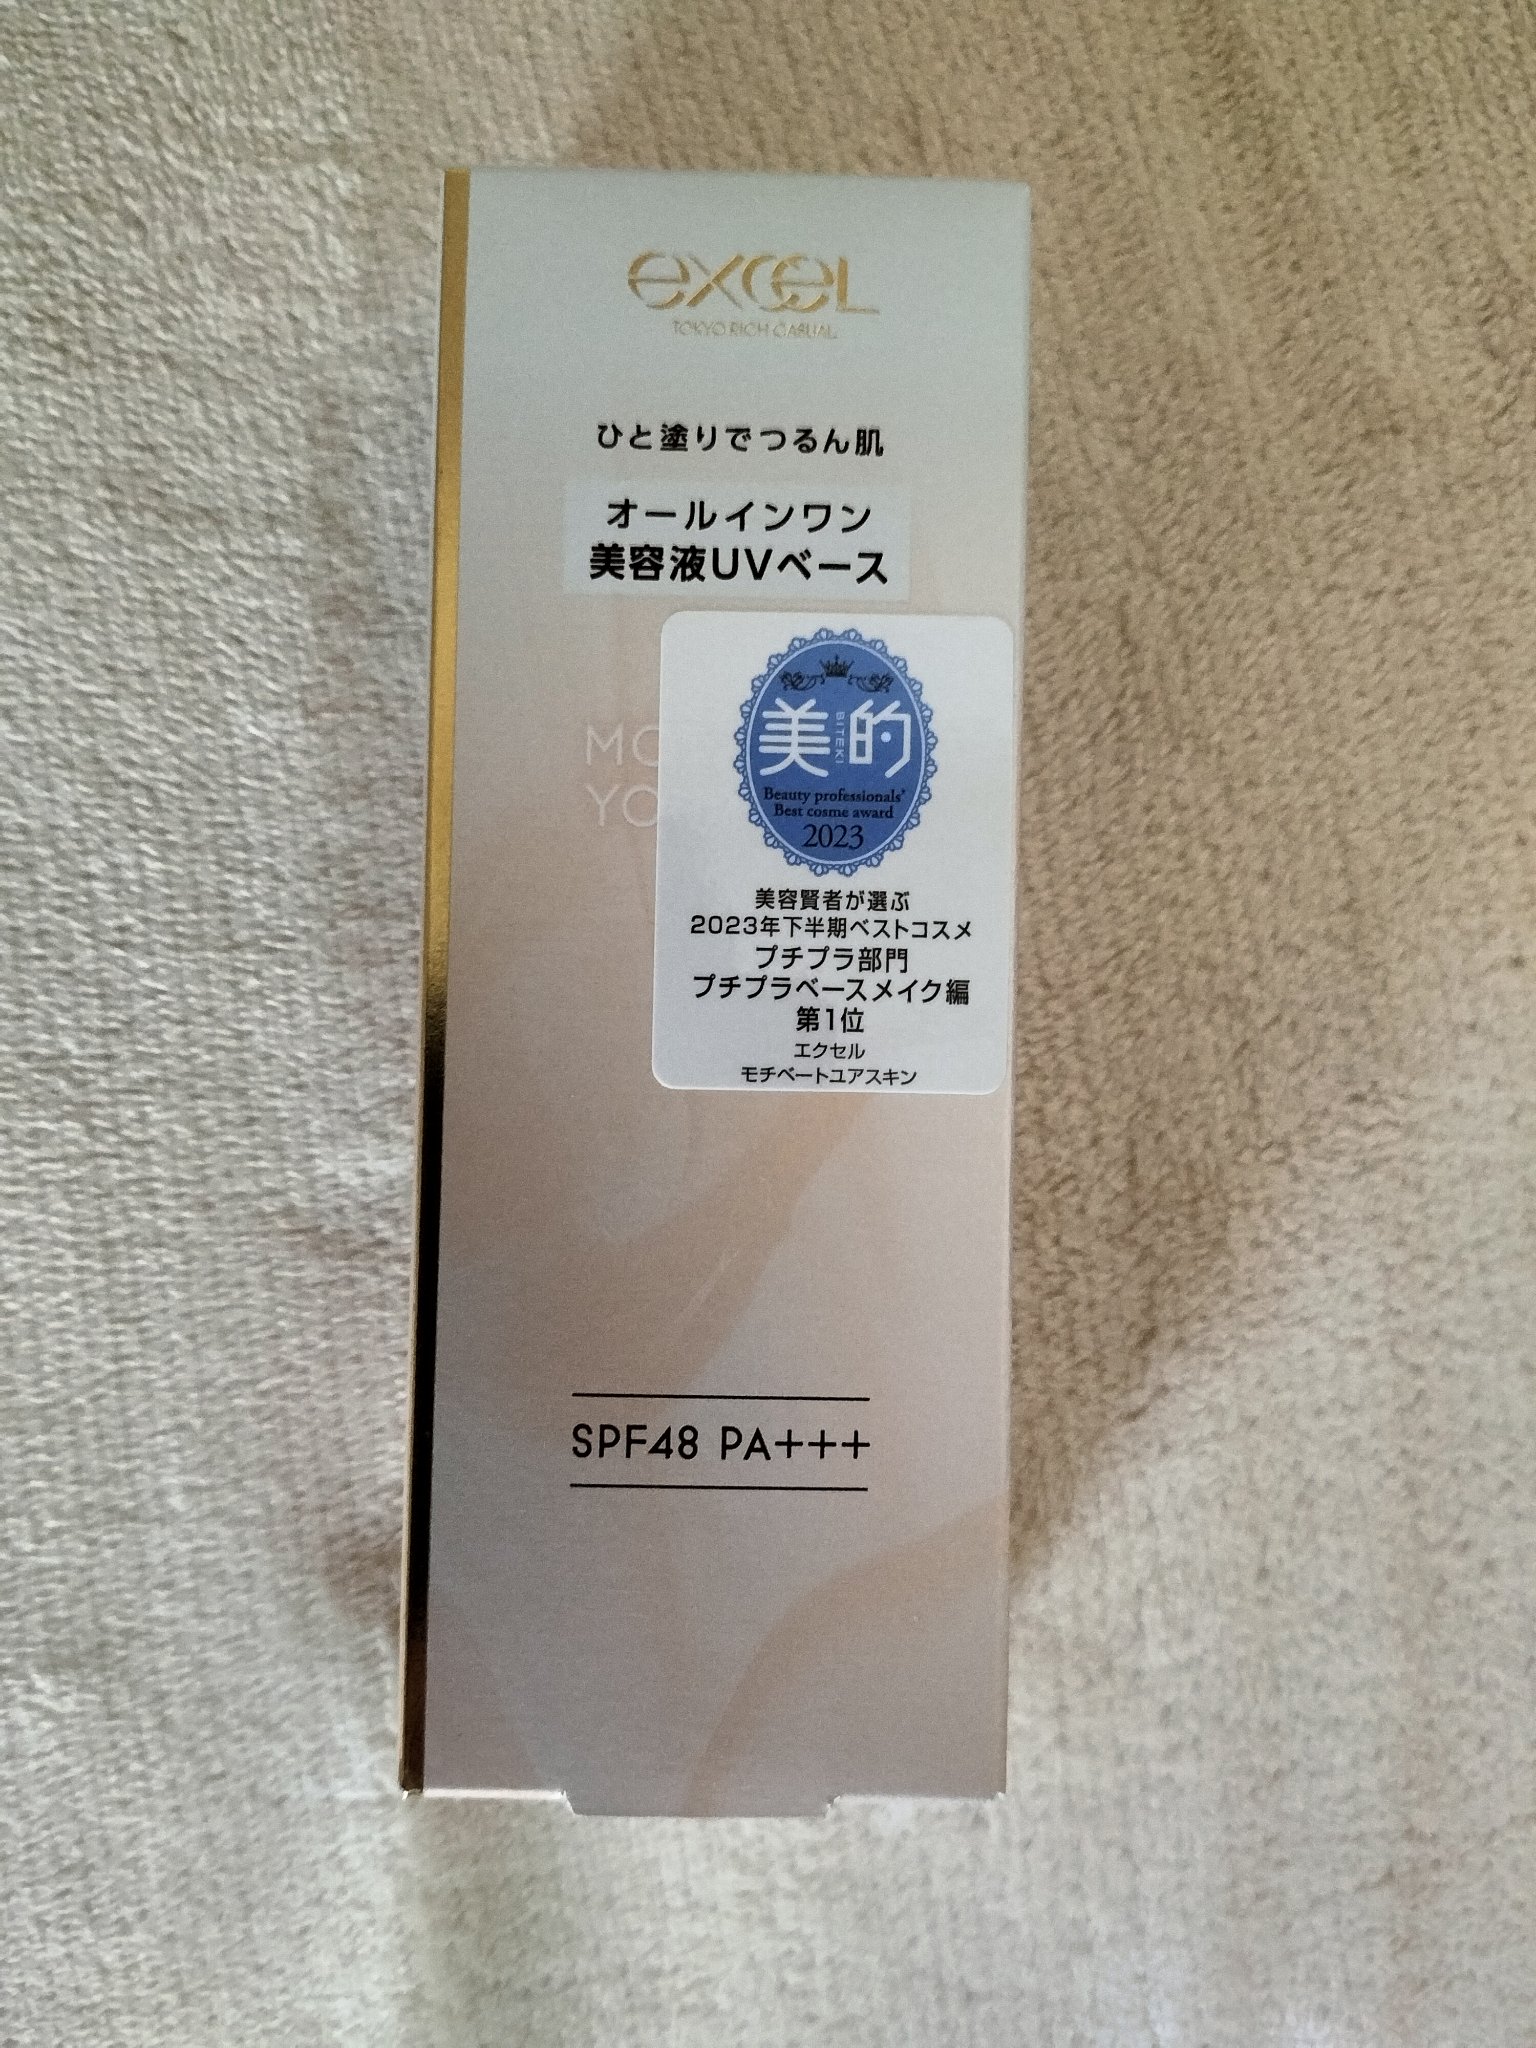 excel
TOKYO RICH CASUAL
ひと塗りでつるん肌
オールインワン
美容液UVベース
MO
YO
美的
BITEKI
Beauty professionals'
Best cosme award
2023
美容賢者が選ぶ
2023年下半期ベストコスメ
プチプラ部門
プチプラベースメイク編
第1位
エクセル
モチベートユアスキン
SPF48 PA+++